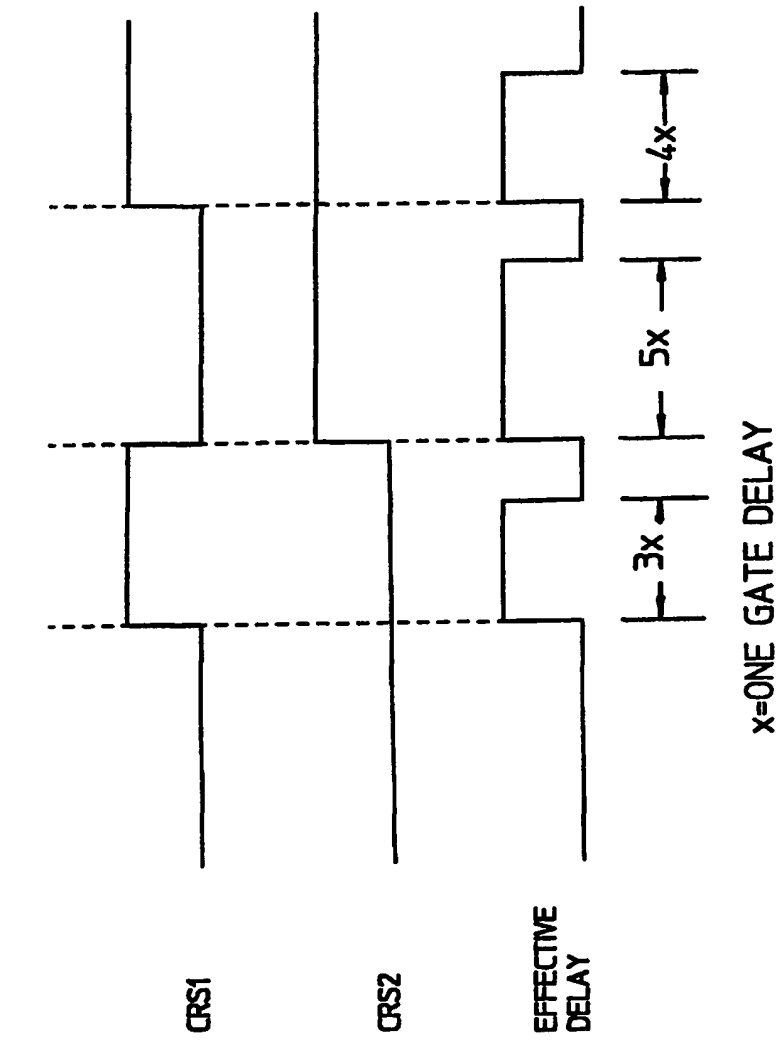 CRS1
CRS2
EFFECTIVE
DELAY
3x
5x
4x
x=ONE GATE DELAY